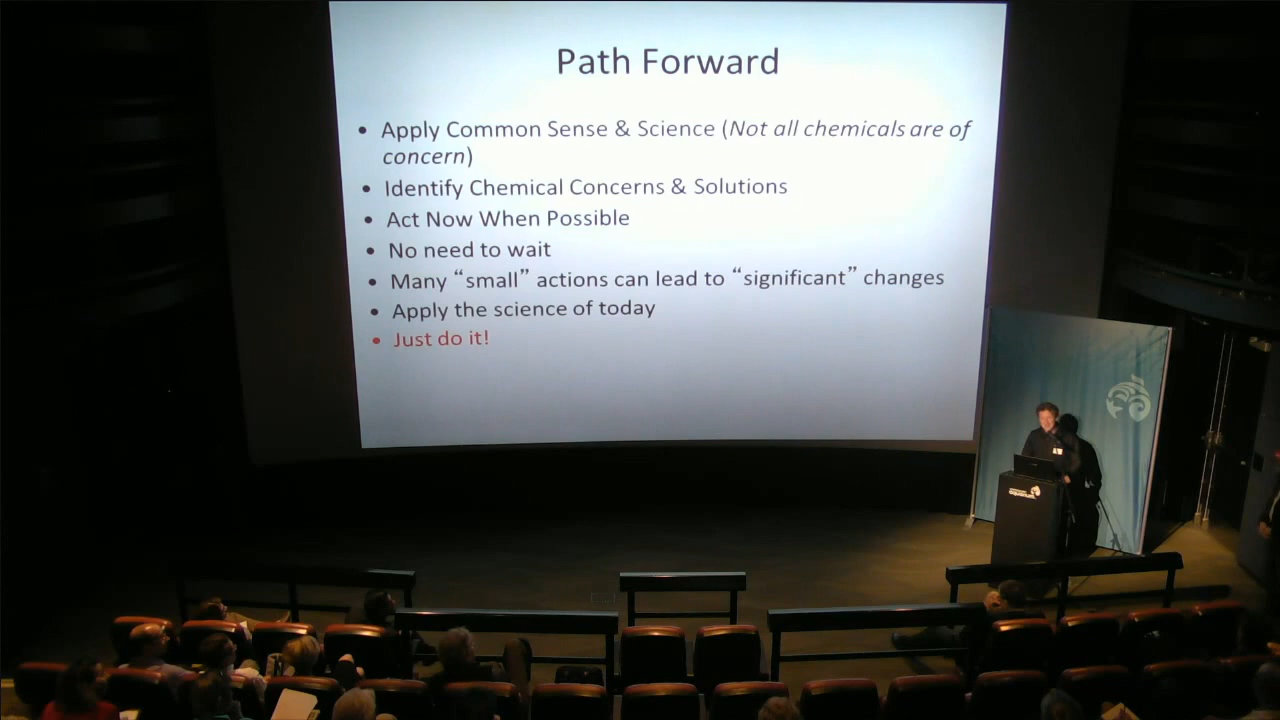 Path Forward
• Apply Common Sense & Science (Not all chemicals are of
concern)
• Identify Chemical Concerns & Solutions
• Act Now When Possible
• No need to wait
• Many “small” actions can lead to “significant” changes
• Apply the science of today
• Just do it!
aquarium